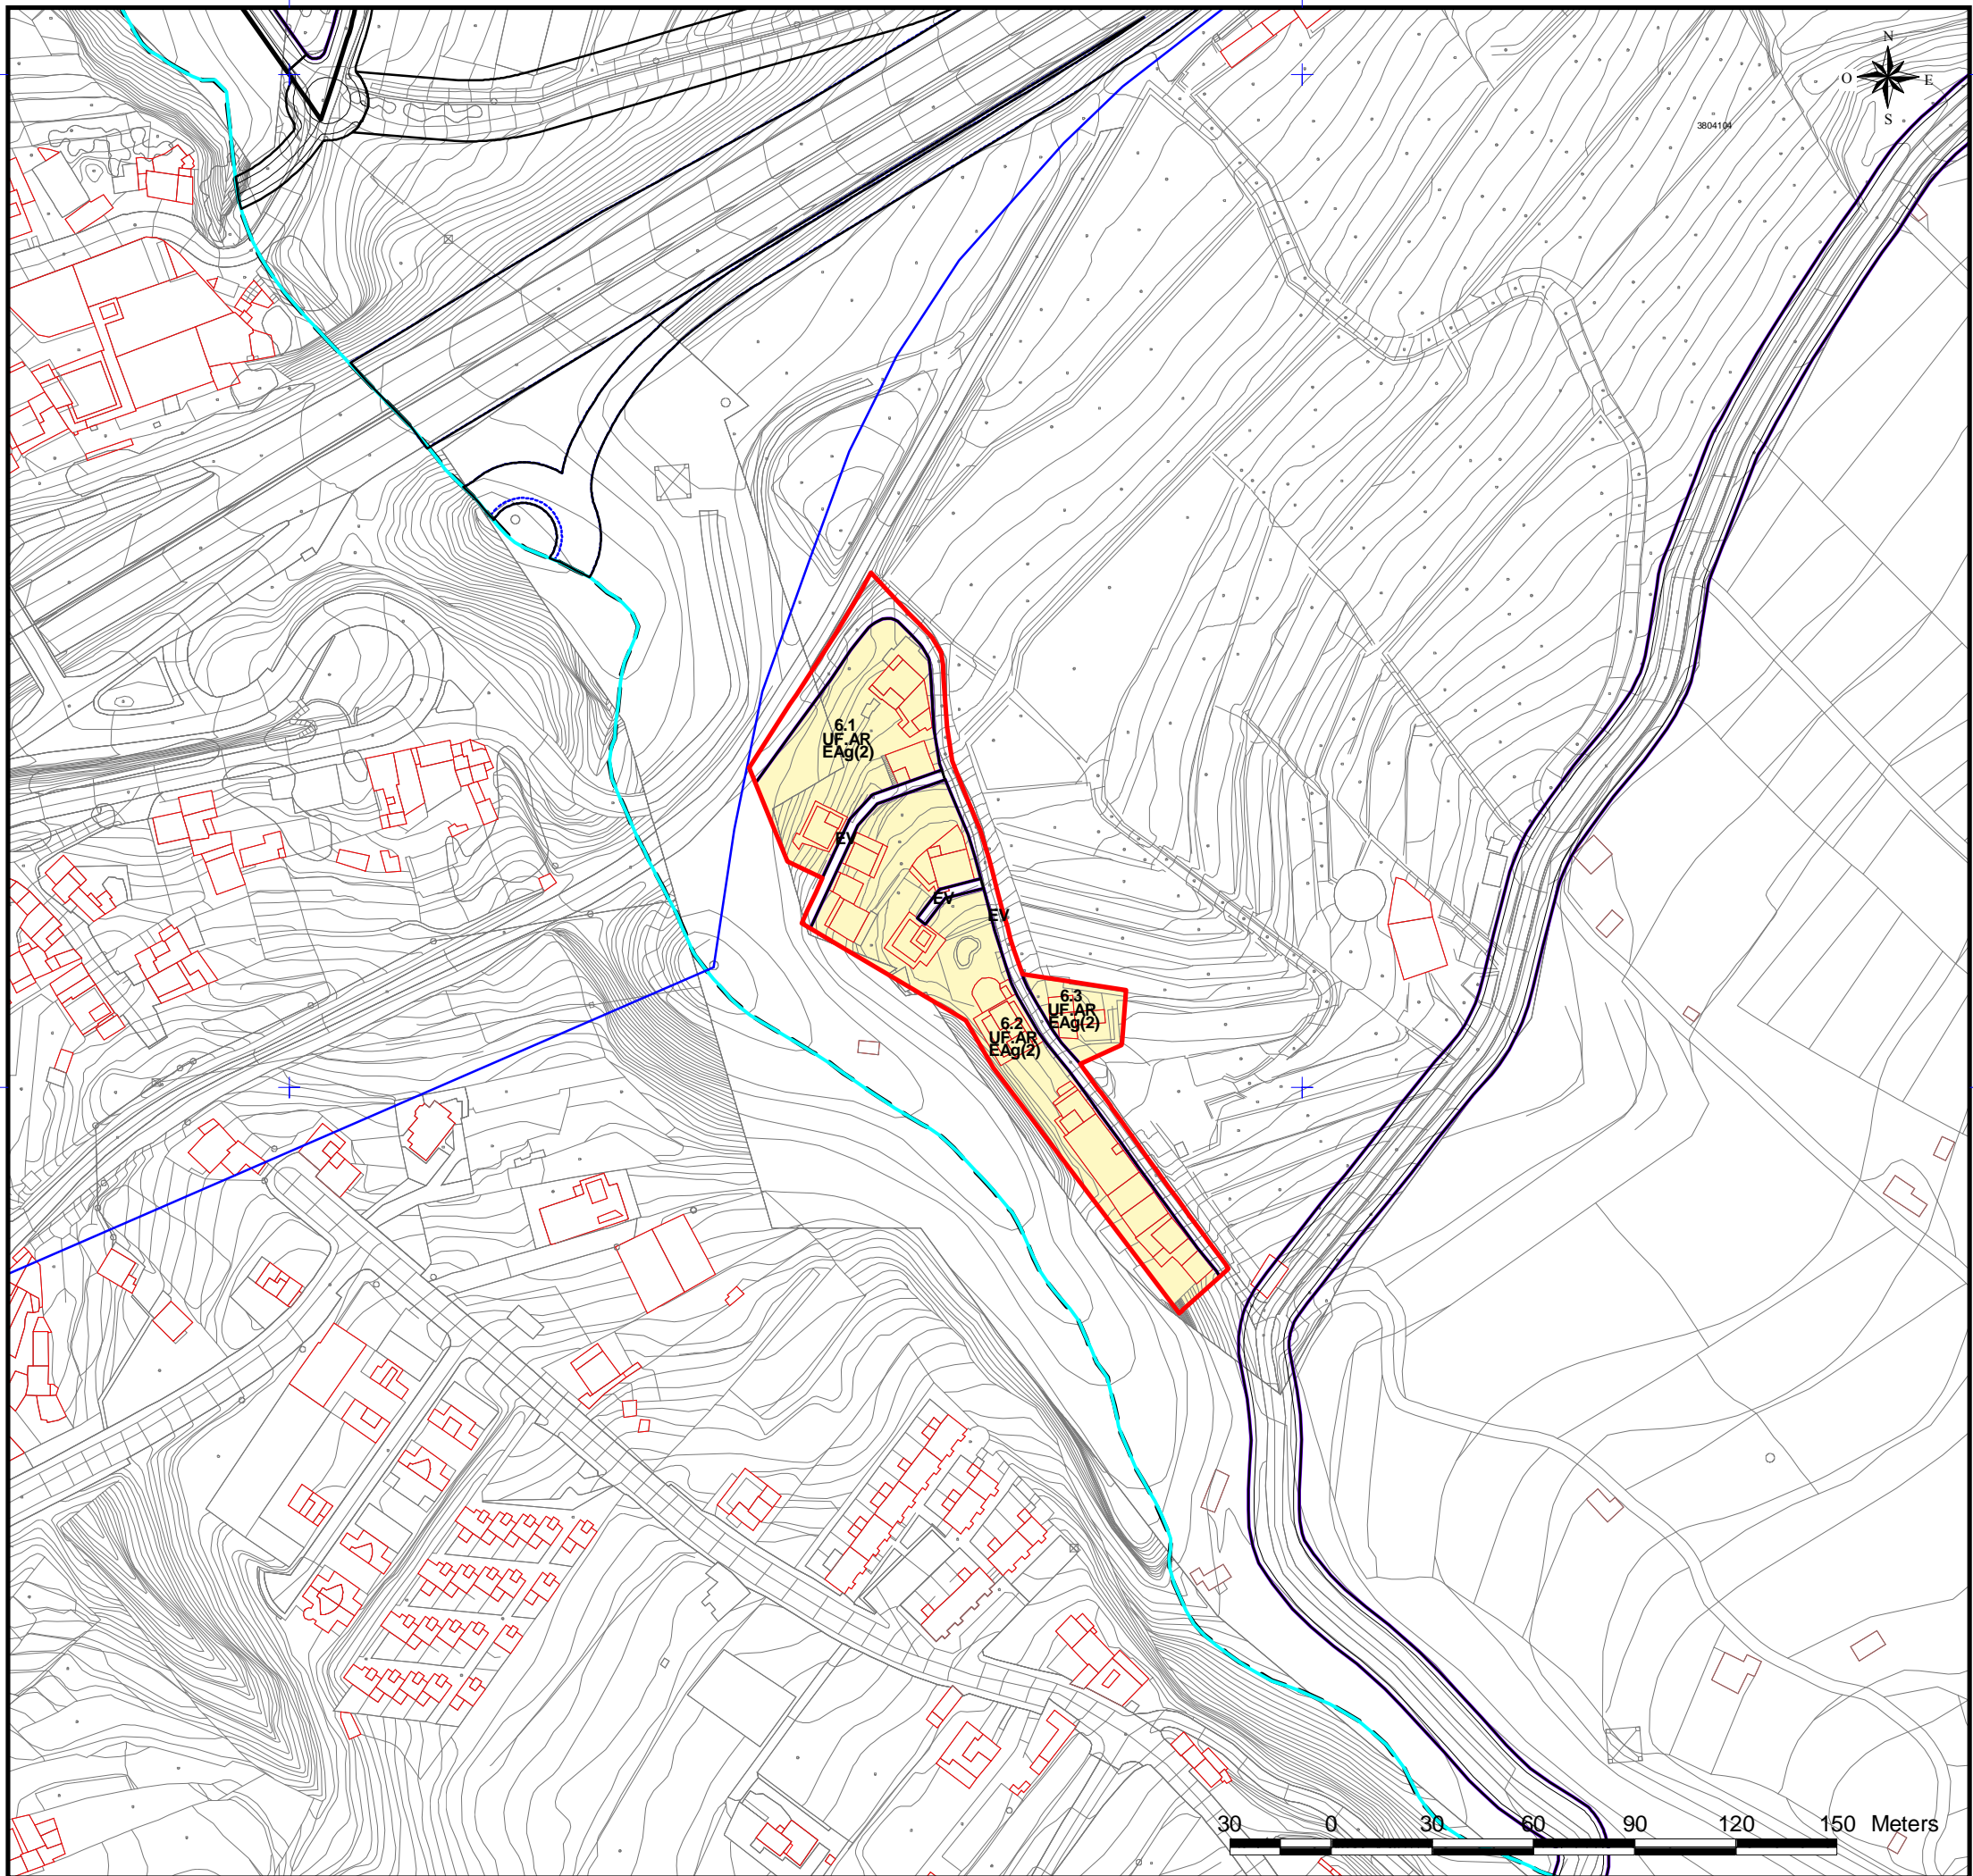 N
O
E
S
3804104
6.1
UF.AR
EAg(2)
EV
EV
EV
6.3
UF.AR
EAg(2)
6.2
UF.AR
EAg(2)
30 0 30 60 90 120 150 Meters